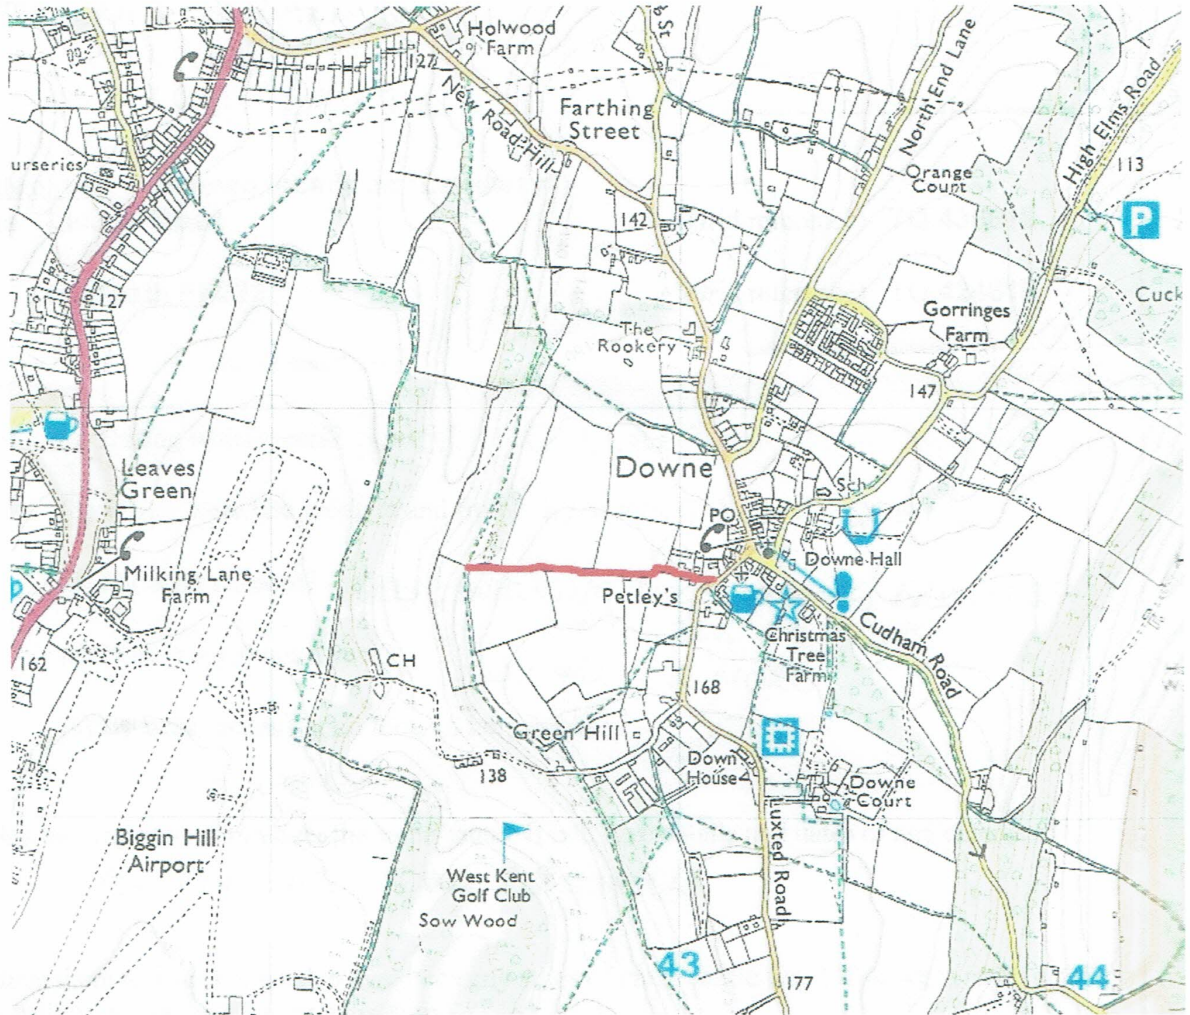 Holwood
Farm
127
New Road Hill
St
Farthing
Street
North End Lane
High Elms Road
113
urseries
Orange
Court
P
142
127
Cuck
Gorringes
Farm
The
Rookery
147
Leaves
Green
Downe
Sch
PO
Downe Hall
Milking Lane
Farm
Petley's
Christmas
Tree
Farm
Cudham Road
162
CH
168
Green Hill
138
Down
House
Downe
Court
Luxted Road
Biggin Hill
Airport
West Kent
Golf Club
Sow Wood
43
177
44